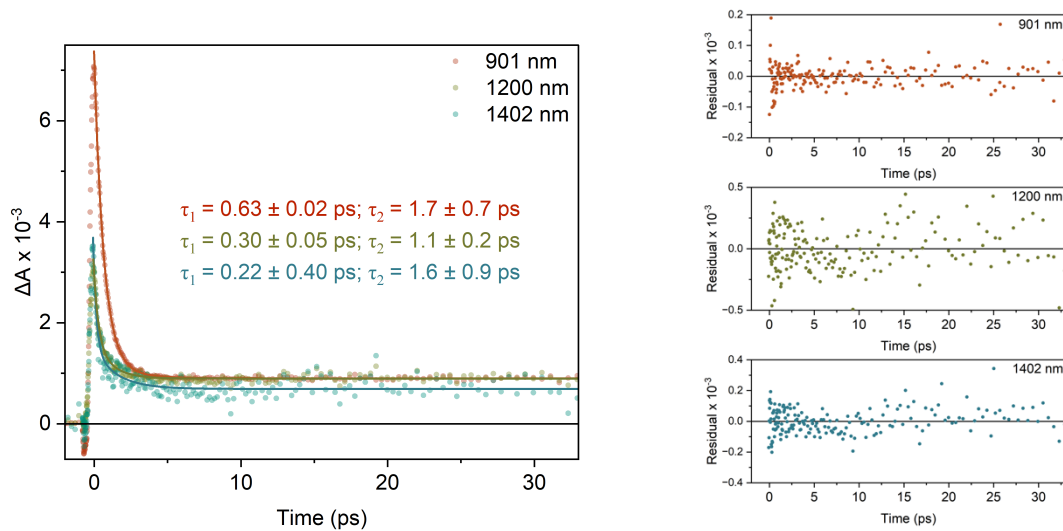 901 nm
1200 nm
1402 nm
6
4
2
0
ΔA x 10⁻³
τ₁ = 0.63 ± 0.02 ps; τ₂ = 1.7 ± 0.7 ps
τ₁ = 0.30 ± 0.05 ps; τ₂ = 1.1 ± 0.2 ps
τ₁ = 0.22 ± 0.40 ps; τ₂ = 1.6 ± 0.9 ps
0 10 20 30
Time (ps)
901 nm
0.2
0.1
0.0
−0.1
−0.2
Residual x 10⁻³
0 5 10 15 20 25 30
Time (ps)
1200 nm
0.5
0.0
−0.5
Residual x 10⁻³
0 5 10 15 20 25 30
Time (ps)
1402 nm
0.4
0.2
0.0
−0.2
−0.4
Residual x 10⁻³
0 5 10 15 20 25 30
Time (ps)